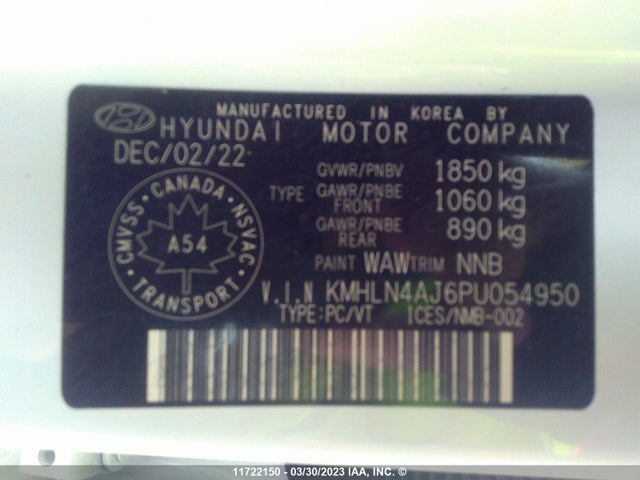 MANUFACTURED IN KOREA BY
HYUNDAI MOTOR COMPANY
DEC/02/22
GVWR/PNBV 1850 kg
TYPE GAWR/PNBE FRONT 1060 kg
GAWR/PNBE REAR 890 kg
CMVSS · CANADA · NSVAC
A54
TRANSPORT
PAINT WAW TRIM NNB
V.I.N KMHLN4AJ6PU054950
TYPE:PC/VT ICES/NMB-002
11722150 - 03/30/2023 IAA, INC. ©